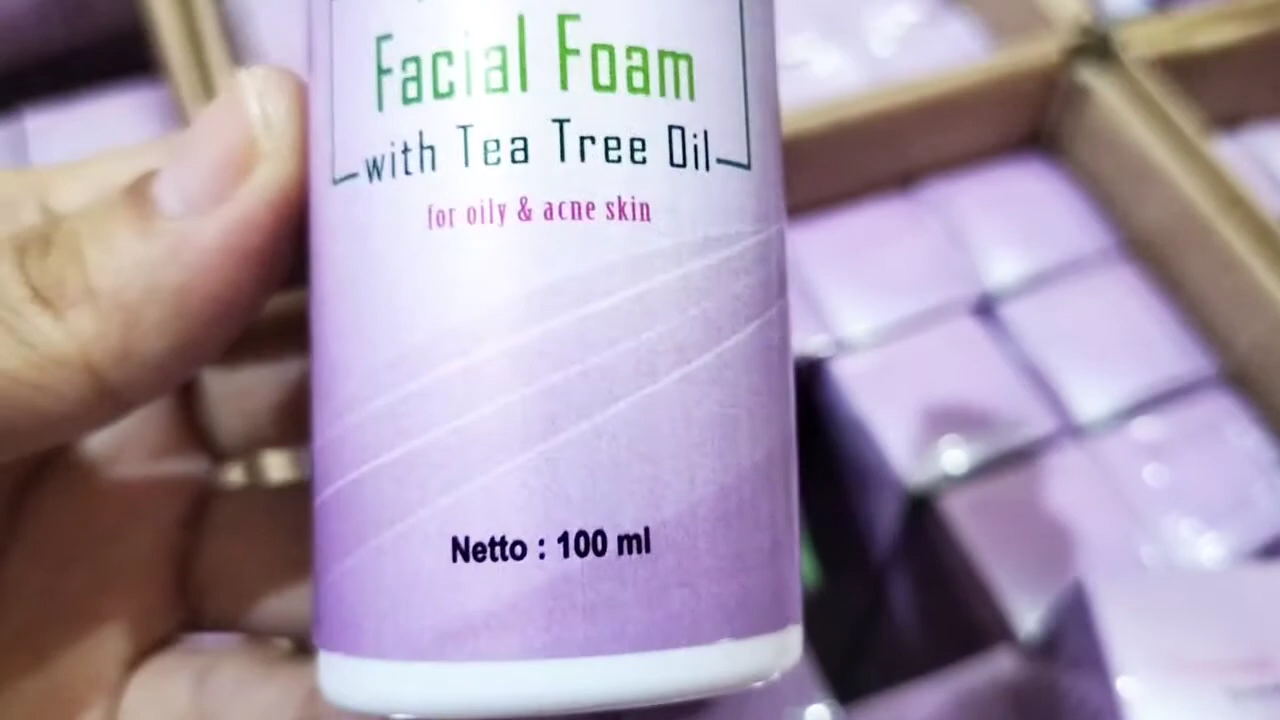 Facial Foam
with Tea Tree Oil
for oily & acne skin
Netto : 100 ml